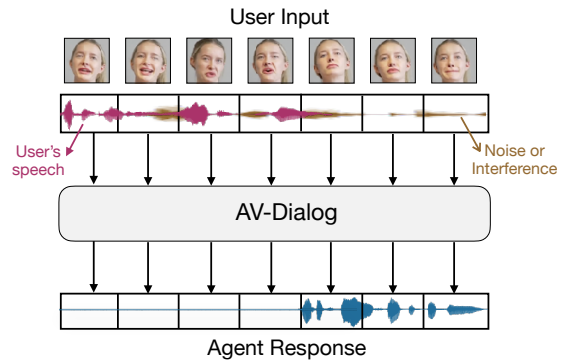 User Input
User's
speech
Noise or
Interference
AV-Dialog
Agent Response